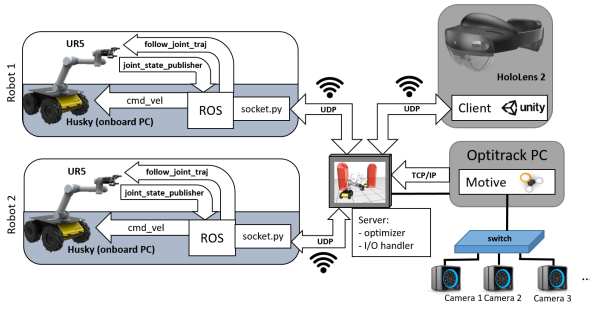 Robot 1
UR5
follow_joint_traj
joint_state_publisher
cmd_vel
ROS
socket.py
Husky (onboard PC)
UDP
UDP
HoloLens 2
Client
unity
Robot 2
UR5
follow_joint_traj
joint_state_publisher
cmd_vel
ROS
socket.py
Husky (onboard PC)
UDP
Server:
- optimizer
- I/O handler
TCP/IP
Optitrack PC
Motive
switch
Camera 1 Camera 2 Camera 3
...